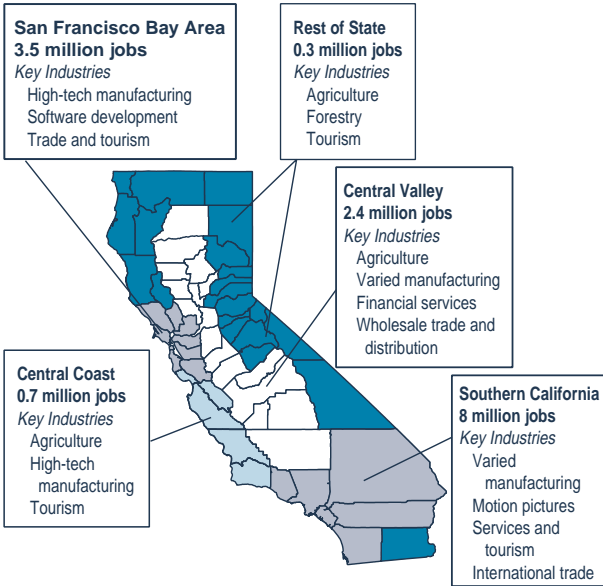 San Francisco Bay Area
3.5 million jobs
Key Industries
High-tech manufacturing
Software development
Trade and tourism
Rest of State
0.3 million jobs
Key Industries
Agriculture
Forestry
Tourism
Central Valley
2.4 million jobs
Key Industries
Agriculture
Varied manufacturing
Financial services
Wholesale trade and
distribution
Central Coast
0.7 million jobs
Key Industries
Agriculture
High-tech
manufacturing
Tourism
Southern California
8 million jobs
Key Industries
Varied
manufacturing
Motion pictures
Services and
tourism
International trade